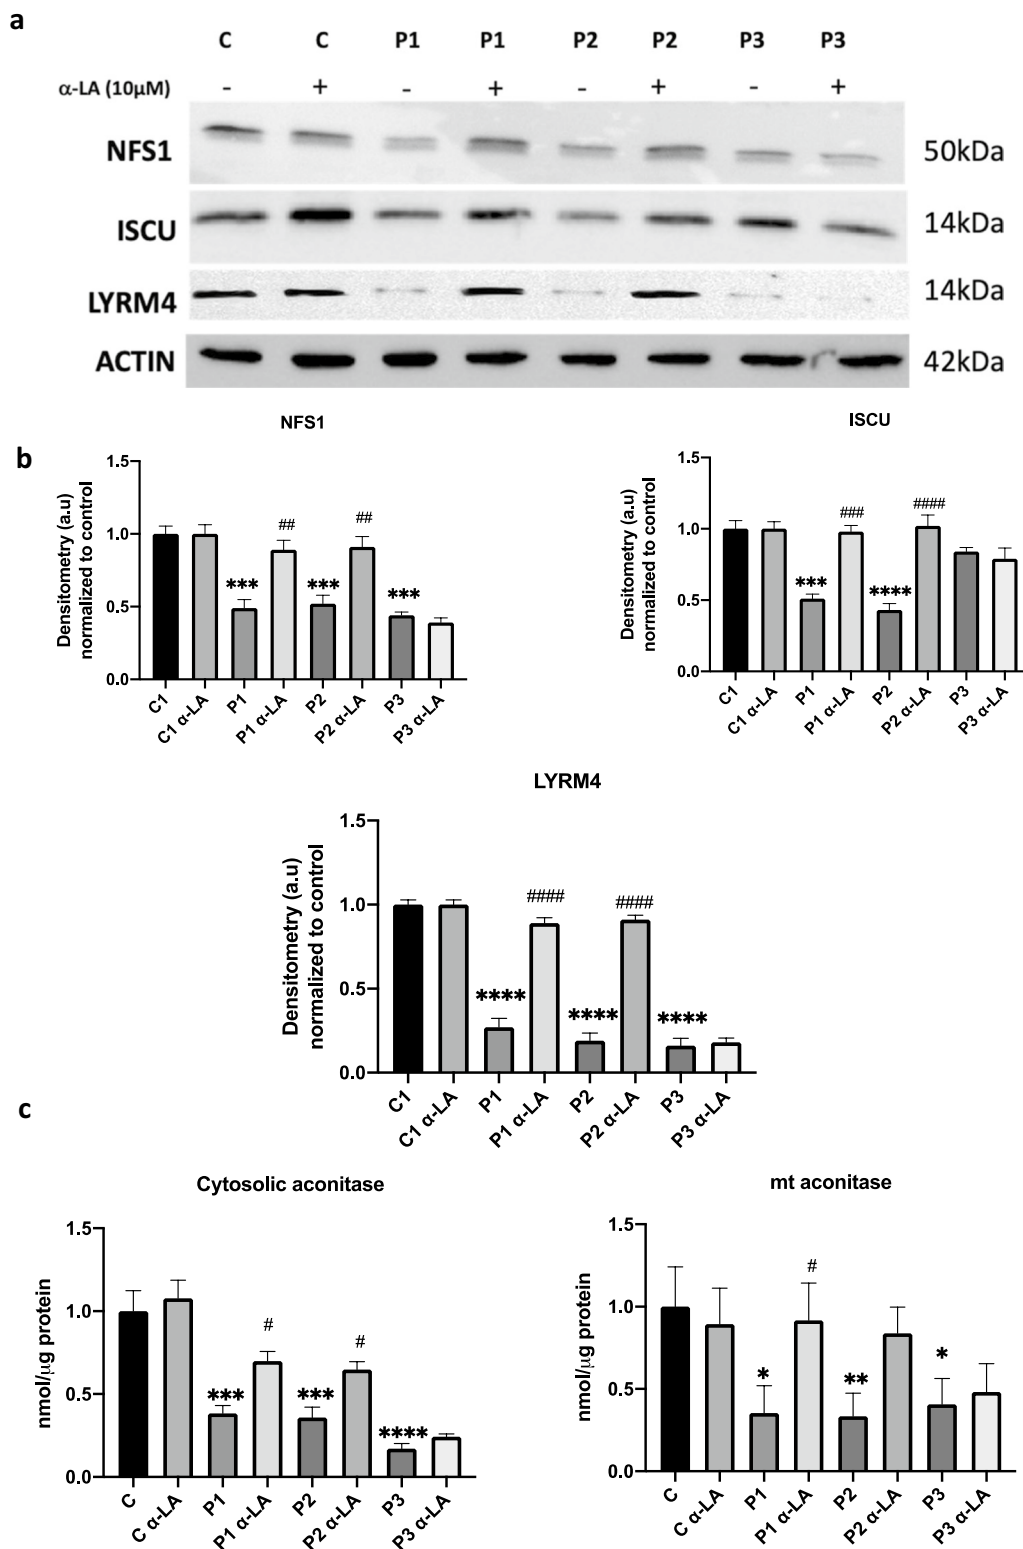 a
C C P1 P1 P2 P2 P3 P3
α-LA (10μM) - + - + - + - +
NFS1 50kDa
ISCU 14kDa
LYRM4 14kDa
ACTIN 42kDa
b
NFS1
Densitometry (a.u)
normalized to control
1.5
1.0
0.5
0.0
*** ## *** ## ***
C1 C1 α-LA P1 P1 α-LA P2 P2 α-LA P3 P3 α-LA
ISCU
Densitometry (a.u)
normalized to control
1.5
1.0
0.5
0.0
*** ### **** ####
C1 C1 α-LA P1 P1 α-LA P2 P2 α-LA P3 P3 α-LA
LYRM4
Densitometry (a.u)
normalized to control
1.5
1.0
0.5
0.0
**** #### **** #### ****
C1 C1 α-LA P1 P1 α-LA P2 P2 α-LA P3 P3 α-LA
c
Cytosolic aconitase
nmol/μg protein
1.5
1.0
0.5
0.0
*** # *** # ****
C C α-LA P1 P1 α-LA P2 P2 α-LA P3 P3 α-LA
mt aconitase
nmol/μg protein
1.5
1.0
0.5
0.0
* # ** *
C C α-LA P1 P1 α-LA P2 P2 α-LA P3 P3 α-LA